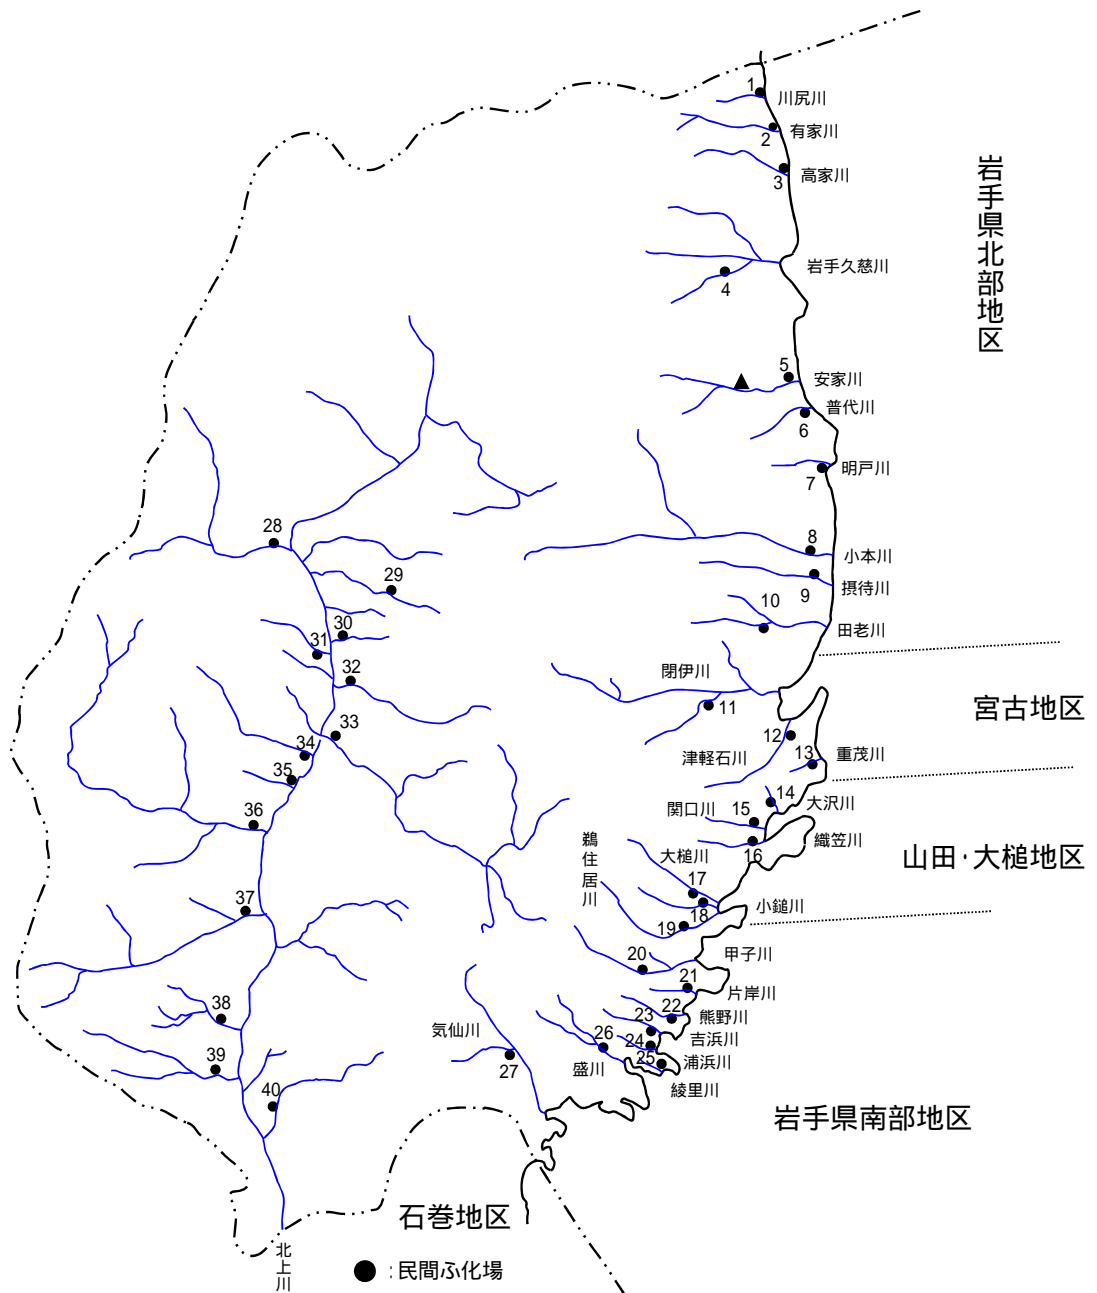 1
川尻川
有家川
2
高家川
3
岩手県北部地区
岩手久慈川
4
5
安家川
普代川
6
明戸川
7
28
8
小本川
29
摂待川
9
10
田老川
30
31
32
閉伊川
11
宮古地区
33
12
34
津軽石川
13
重茂川
35
14
大沢川
36
関口川
15
織笠川
16
鵜住居川
大槌川
山田・大槌地区
17
37
小鎚川
18
19
甲子川
20
21
片岸川
38
22
熊野川
気仙川
23
吉浜川
26
24
39
25
浦浜川
27
盛川
綾里川
40
岩手県南部地区
石巻地区
北上川
● :民間ふ化場